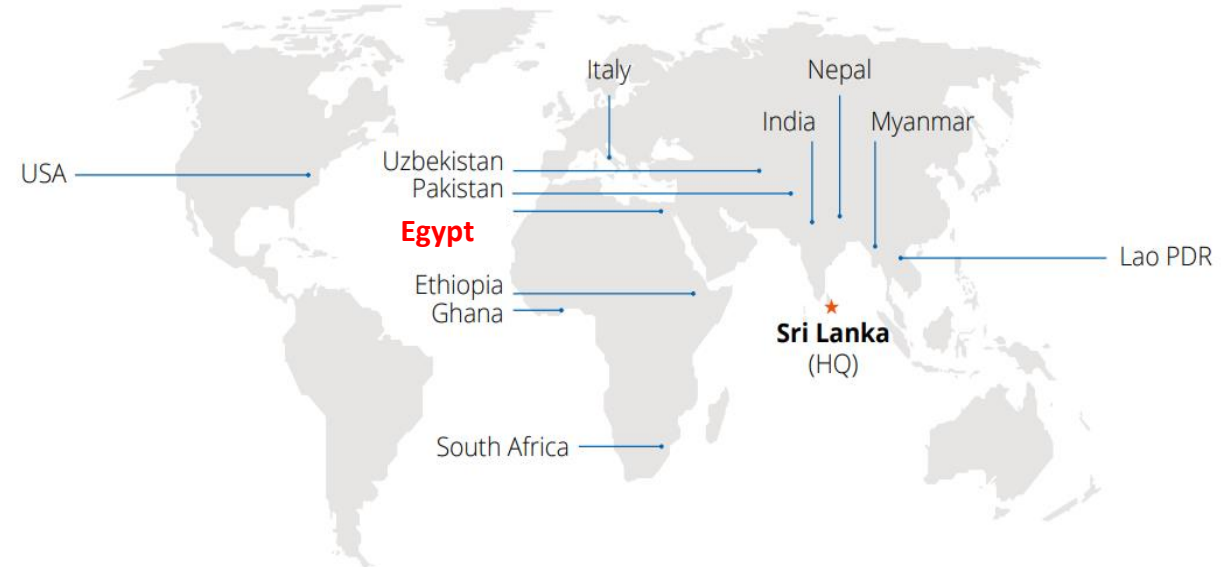 Italy
Nepal
India
Myanmar
USA
Uzbekistan
Pakistan
Egypt
Lao PDR
Ethiopia
Ghana
Sri Lanka
(HQ)
South Africa